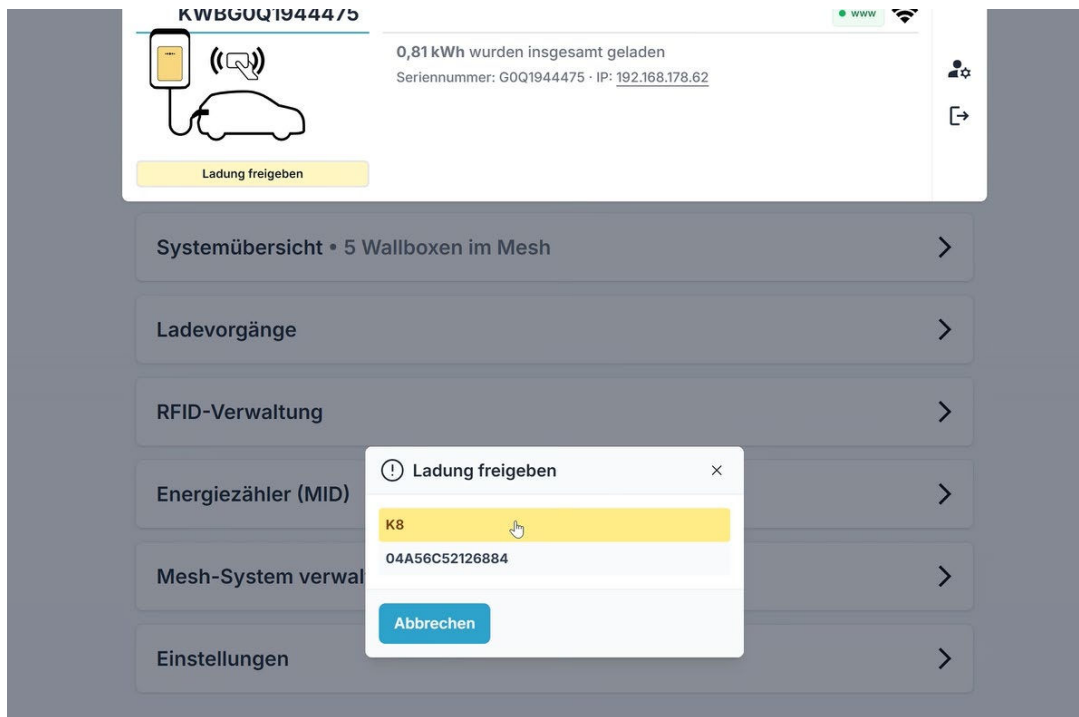 KWBG0Q1944475
www
0,81 kWh wurden insgesamt geladen
Seriennummer: G0Q1944475 · IP: 192.168.178.62
Ladung freigeben
Systemübersicht • 5 Wallboxen im Mesh
Ladevorgänge
RFID-Verwaltung
Energiezähler (MID)
Mesh-System verwal
Einstellungen
Ladung freigeben
K8
04A56C52126884
Abbrechen